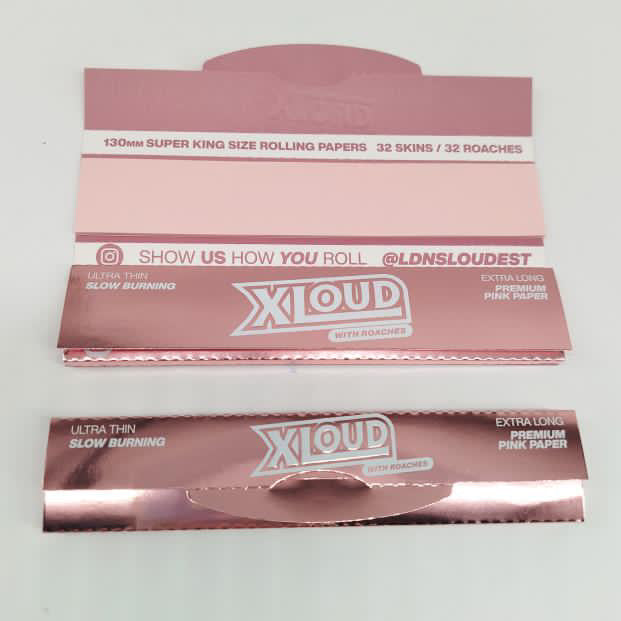 130MM SUPER KING SIZE ROLLING PAPERS 32 SKINS / 32 ROACHES
SHOW US HOW YOU ROLL @LDNSLOUDEST
ULTRA THIN
SLOW BURNING
XLOUD
WITH ROACHES
EXTRA LONG
PREMIUM
PINK PAPER
ULTRA THIN
SLOW BURNING
XLOUD
WITH ROACHES
EXTRA LONG
PREMIUM
PINK PAPER